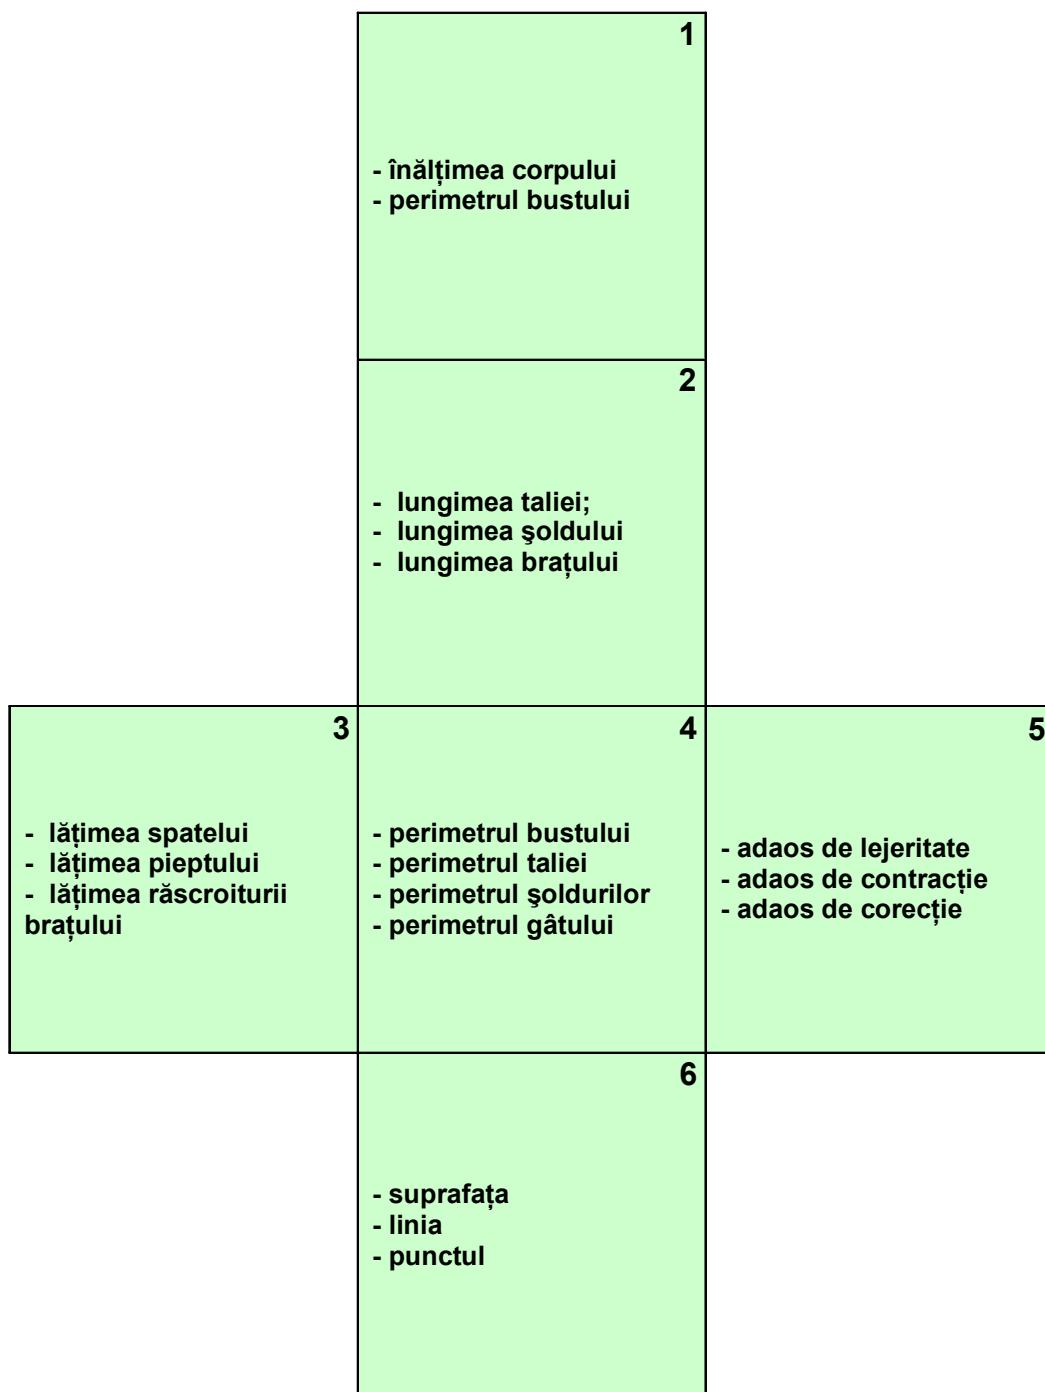 1
- înălțimea corpului
- perimetrul bustului
2
- lungimea taliei;
- lungimea şoldului
- lungimea brațului
3
- lățimea spatelui
- lățimea pieptului
- lățimea răscroiturii
brațului
4
- perimetrul bustului
- perimetrul taliei
- perimetrul şoldurilor
- perimetrul gâtului
5
- adaos de lejeritate
- adaos de contracție
- adaos de corecție
6
- suprafața
- linia
- punctul